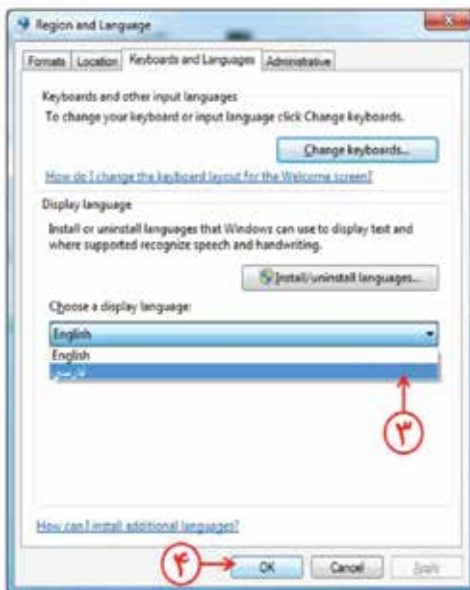 Region and Language
Formats Location Keyboards and Languages Administrative
Keyboards and other input languages
To change your keyboard or input language click Change keyboards.
Change keyboards...
How do I change the keyboard layout for the Welcome screen?
Display language
Install or uninstall languages that Windows can use to display text and
where supported recognize speech and handwriting.
Install/uninstall languages...
Choose a display language:
English
English
فارسی
۳
How can I install additional languages?
۴
OK Cancel Apply